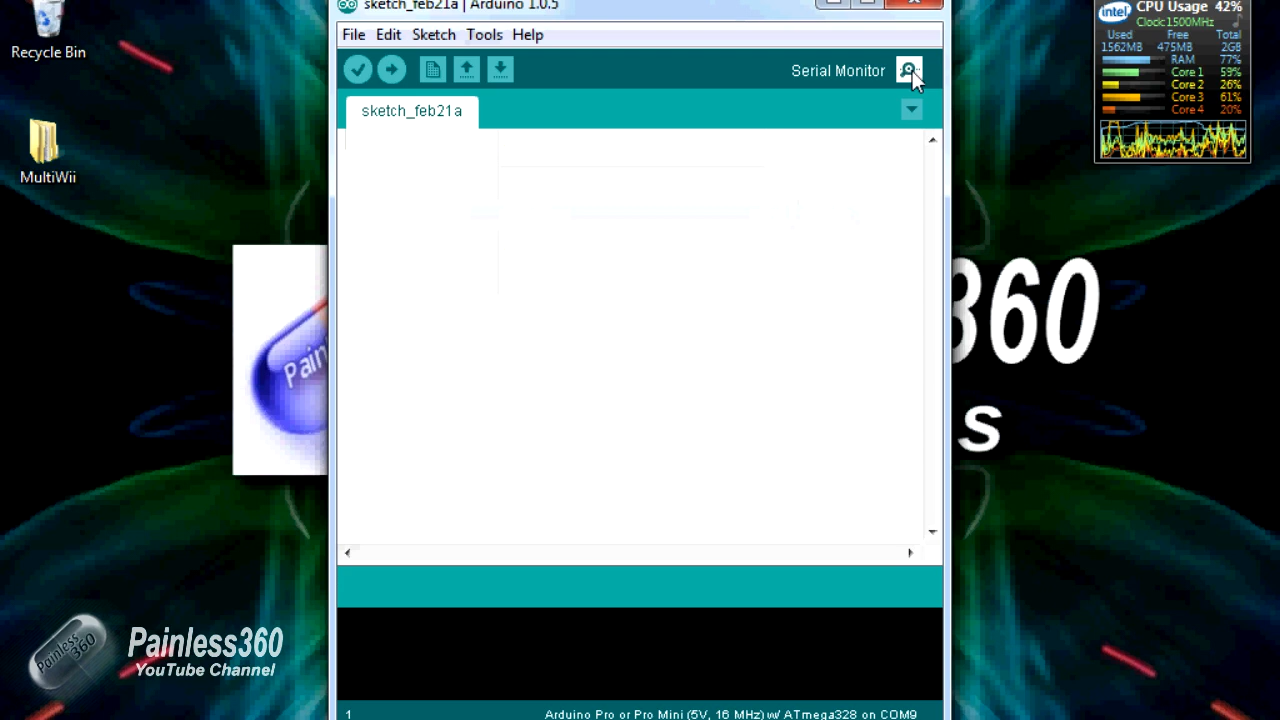 Recycle Bin
MultiWii
sketch_feb21a | Arduino 1.0.5
File Edit Sketch Tools Help
Serial Monitor
sketch_feb21a
intel CPU Usage 42%
Clock:1500MHz
Used Free Total
1562MB 475MB 2GB
RAM 77%
Core 1 59%
Core 2 26%
Core 3 61%
Core 4 20%
Pain
360
s
Painless360
Painless360
YouTube Channel
1 Arduino Pro or Pro Mini (5V, 16 MHz) w/ ATmega328 on COM9